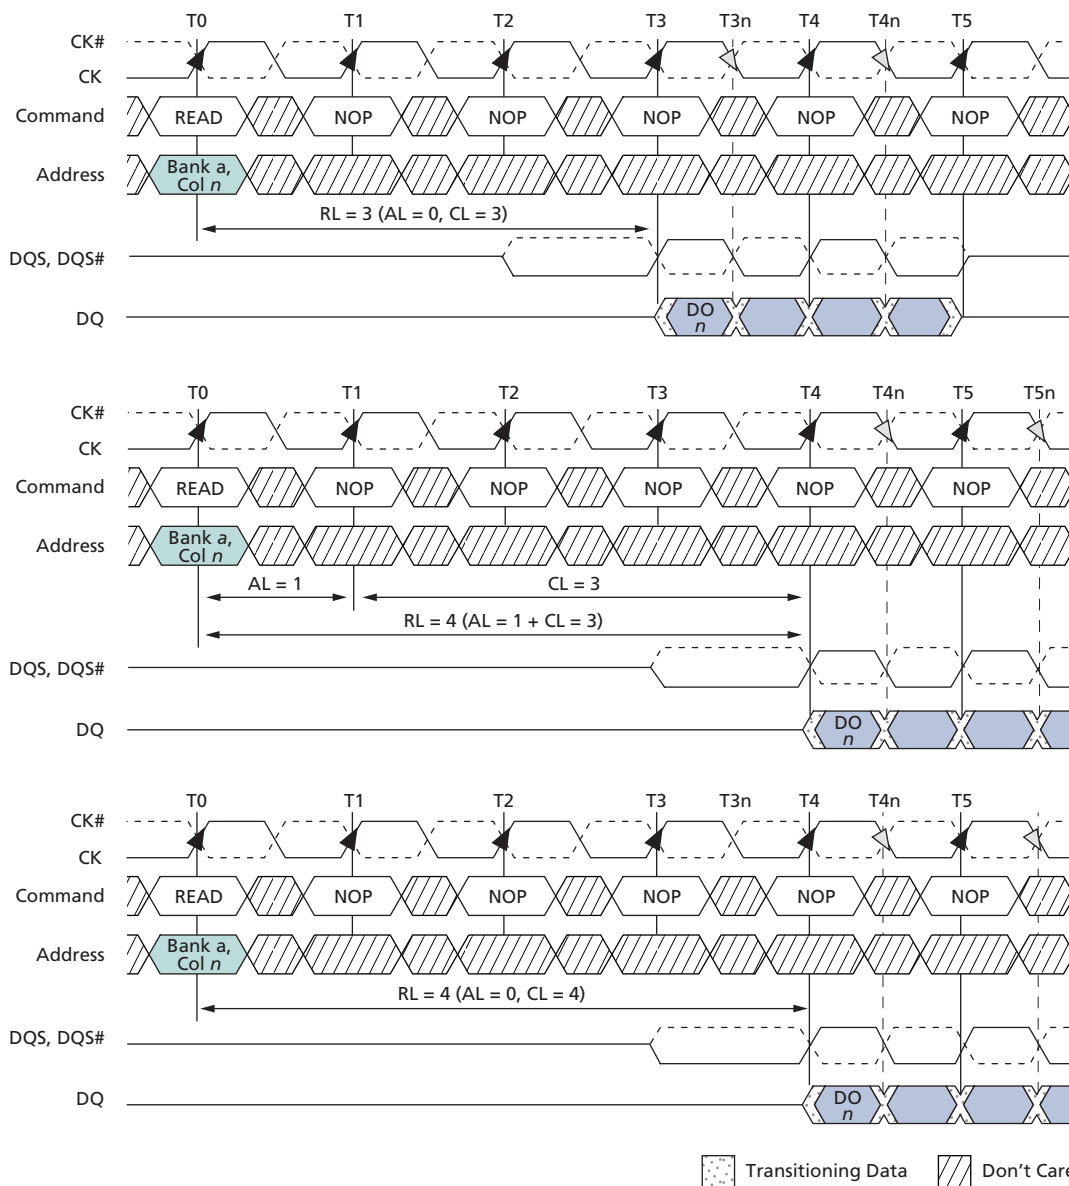 T0 T1 T2 T3 T3n T4 T4n T5
CK#
CK
Command READ NOP NOP NOP NOP NOP
Address Bank a,
Col n
RL = 3 (AL = 0, CL = 3)
DQS, DQS#
DQ DO
n
T0 T1 T2 T3 T4 T4n T5 T5n
CK#
CK
Command READ NOP NOP NOP NOP NOP
Address Bank a,
Col n
AL = 1 CL = 3
RL = 4 (AL = 1 + CL = 3)
DQS, DQS#
DQ DO
n
T0 T1 T2 T3 T3n T4 T4n T5
CK#
CK
Command READ NOP NOP NOP NOP NOP
Address Bank a,
Col n
RL = 4 (AL = 0, CL = 4)
DQS, DQS#
DQ DO
n
Transitioning Data Don't Care